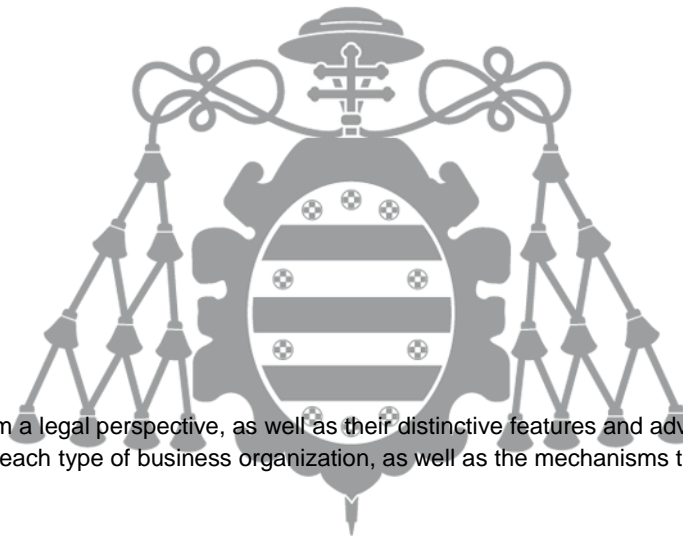 m a legal perspective, as well as their distinctive features and adv
each type of business organization, as well as the mechanisms t